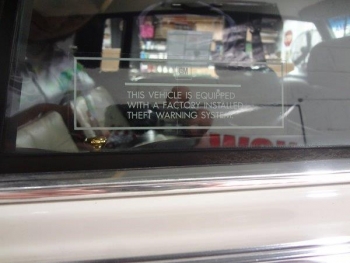 THIS VEHICLE IS EQUIPPED
WITH A FACTORY INSTALLED
THEFT WARNING SYSTEM.